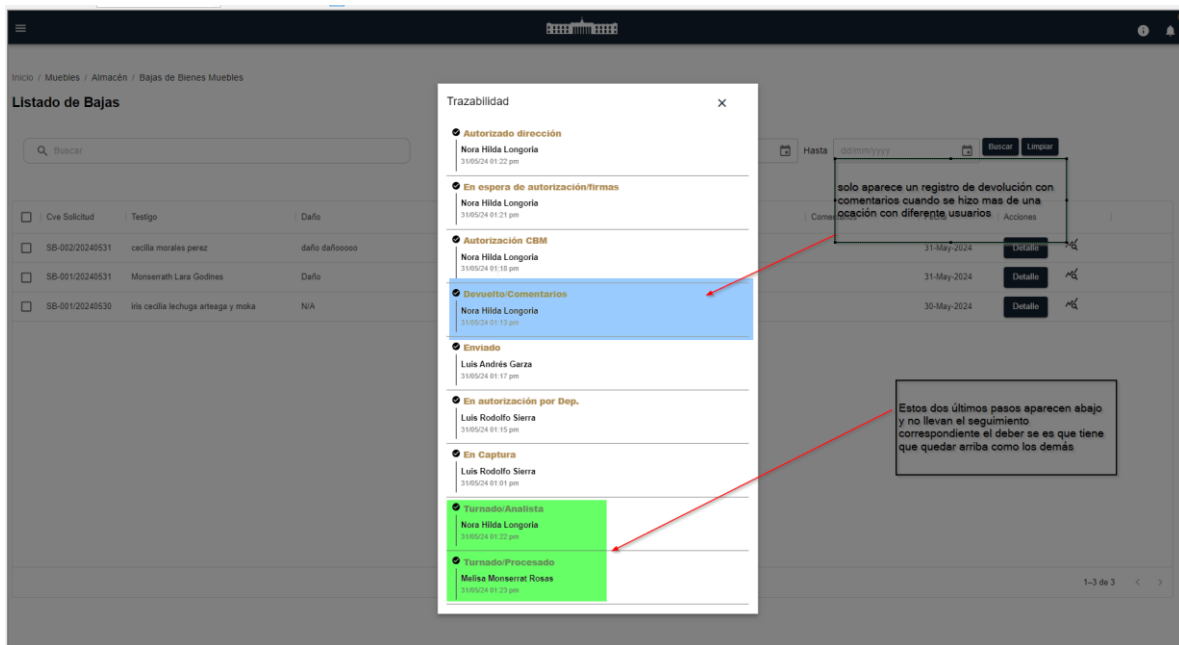 Inicio / Muebles / Almacén / Bajas de Bienes Muebles
Listado de Bajas
Buscar
Hasta
dd/mm/yyyy
Buscar
Limpiar
Cve Solicitud
Testigo
Daño
Acciones
SB-002/20240531
cecilia morales perez
daño dañooooo
31-May-2024
Detalle
SB-001/20240531
Monserrath Lara Godines
Daño
31-May-2024
Detalle
SB-001/20240530
iris cecilia lechuga arteaga y moka
N/A
30-May-2024
Detalle
1–3 de 3
Trazabilidad
Autorizado dirección
Nora Hilda Longoria
31/05/24 01:22 pm
En espera de autorización/firmas
Nora Hilda Longoria
31/05/24 01:21 pm
Autorización CBM
Nora Hilda Longoria
31/05/24 01:18 pm
Devuelto/Comentarios
Nora Hilda Longoria
31/05/24 01:13 pm
Enviado
Luis Andrés Garza
31/05/24 01:17 pm
En autorización por Dep.
Luis Rodolfo Sierra
31/05/24 01:15 pm
En Captura
Luis Rodolfo Sierra
31/05/24 01:01 pm
Turnado/Analista
Nora Hilda Longoria
31/05/24 01:22 pm
Turnado/Procesado
Melisa Monserrat Rosas
31/05/24 01:23 pm
solo aparece un registro de devolución con
comentarios cuando se hizo mas de una
ocación con diferente usuarios
Estos dos últimos pasos aparecen abajo
y no llevan el seguimiento
correspondiente el deber se es que tiene
que quedar arriba como los demás